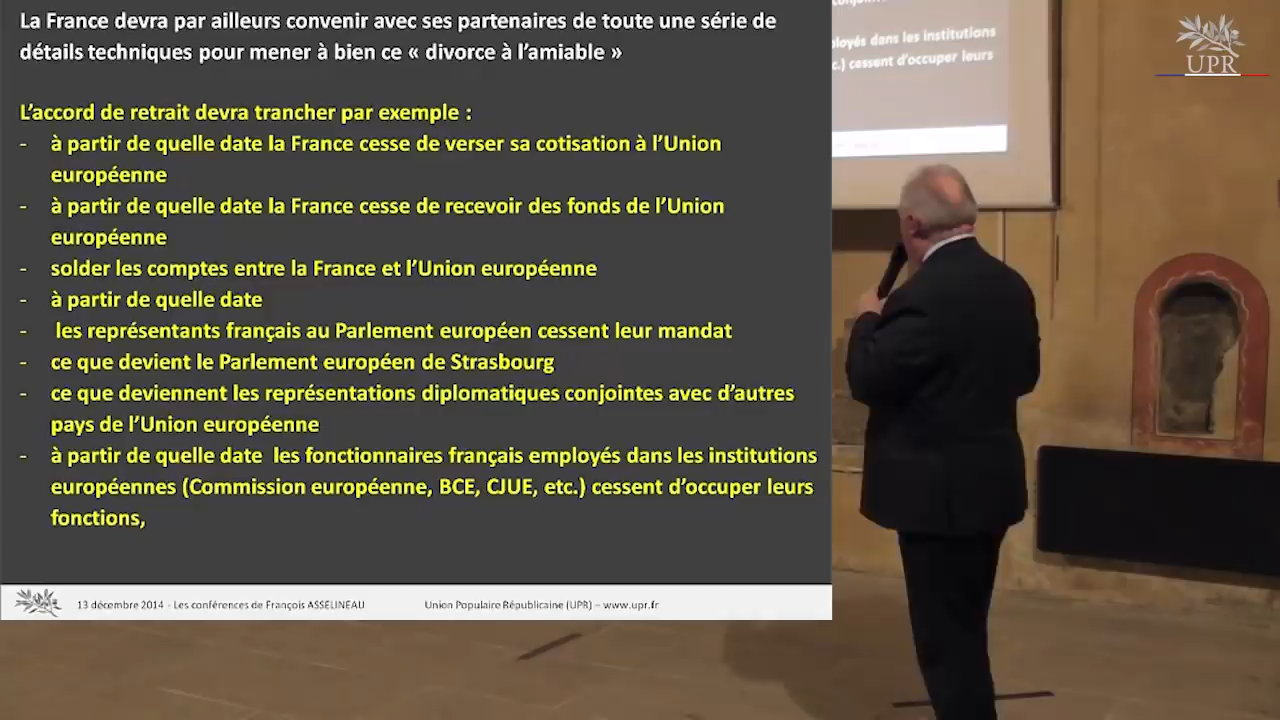 La France devra par ailleurs convenir avec ses partenaires de toute une série de
détails techniques pour mener à bien ce « divorce à l'amiable »
L'accord de retrait devra trancher par exemple :
- à partir de quelle date la France cesse de verser sa cotisation à l'Union
européenne
- à partir de quelle date la France cesse de recevoir des fonds de l'Union
européenne
- solder les comptes entre la France et l'Union européenne
- à partir de quelle date
- les représentants français au Parlement européen cessent leur mandat
- ce que devient le Parlement européen de Strasbourg
- ce que deviennent les représentations diplomatiques conjointes avec d'autres
pays de l'Union européenne
- à partir de quelle date les fonctionnaires français employés dans les institutions
européennes (Commission européenne, BCE, CJUE, etc.) cessent d'occuper leurs
fonctions,
13 décembre 2014 - Les conférences de François ASSELINEAU
Union Populaire Républicaine (UPR) – www.upr.fr
dans les institutions
c.) cessent d'occuper leurs
UPR